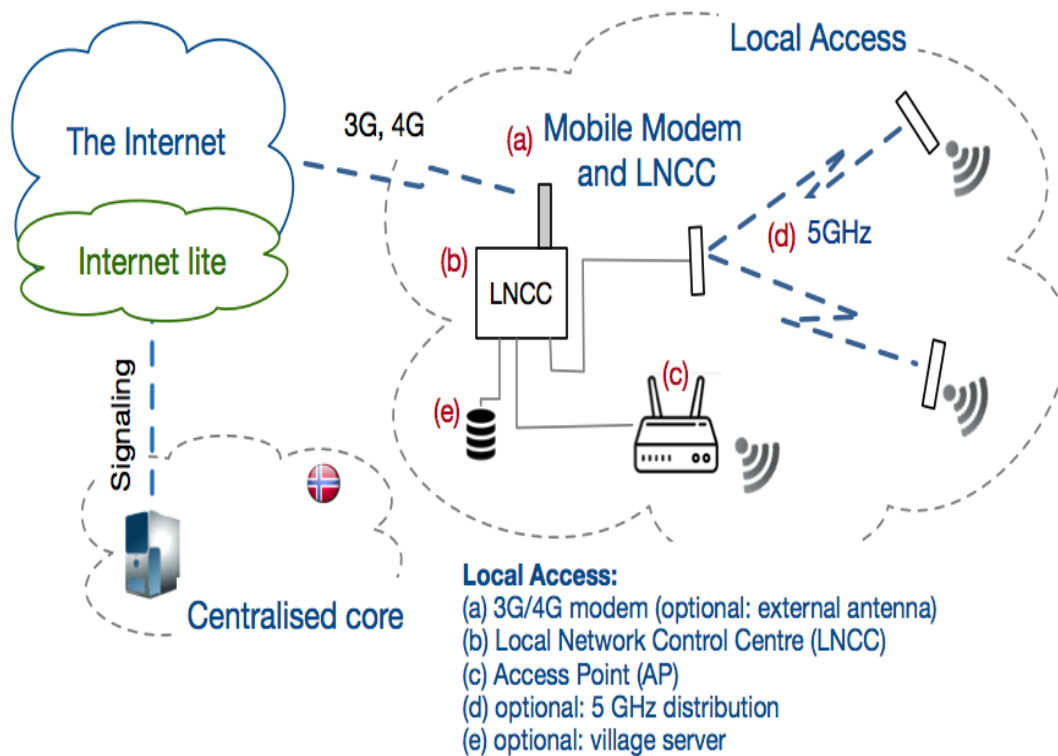 Local Access
The Internet
3G, 4G
(a) Mobile Modem
and LNCC
(d) 5GHz
Internet lite
(b)
LNCC
(c)
(e)
Signaling
Centralised core
Local Access:
(a) 3G/4G modem (optional: external antenna)
(b) Local Network Control Centre (LNCC)
(c) Access Point (AP)
(d) optional: 5 GHz distribution
(e) optional: village server